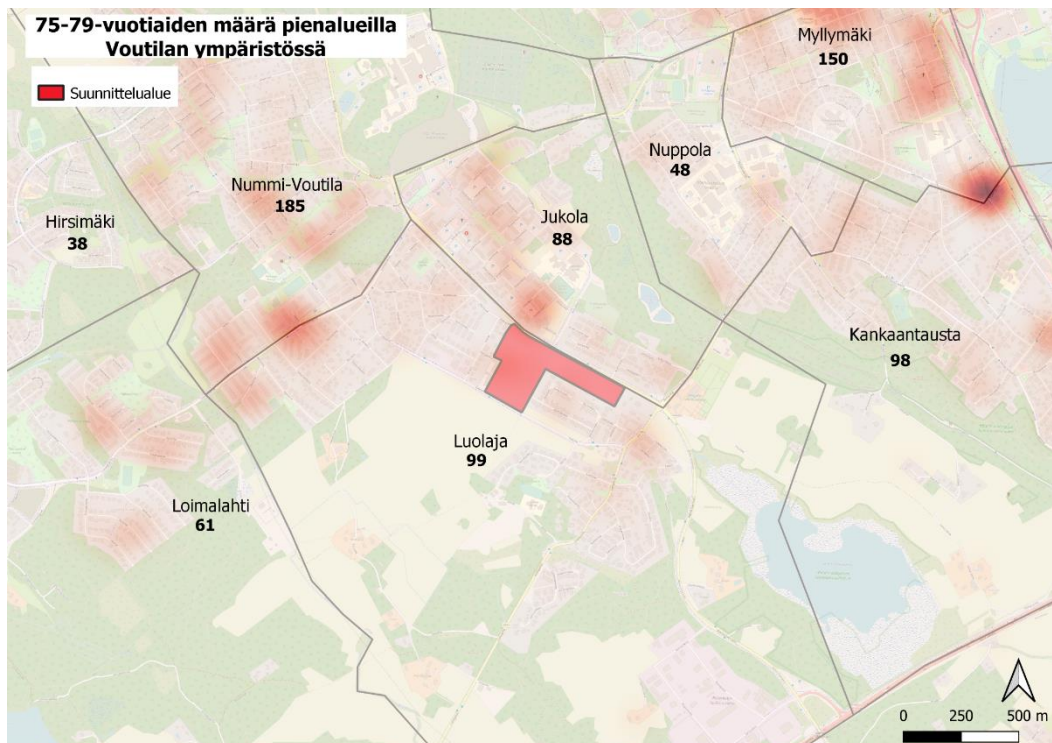 75-79-vuotiaiden määrä pienalueilla
Voutilan ympäristössä
Suunnittelualue
Myllymäki
150
Nuppola
48
Nummi-Voutila
185
Jukola
88
Hirsimäki
38
Kankaantausta
98
Luolaja
99
Loimalahti
61
0 250 500 m